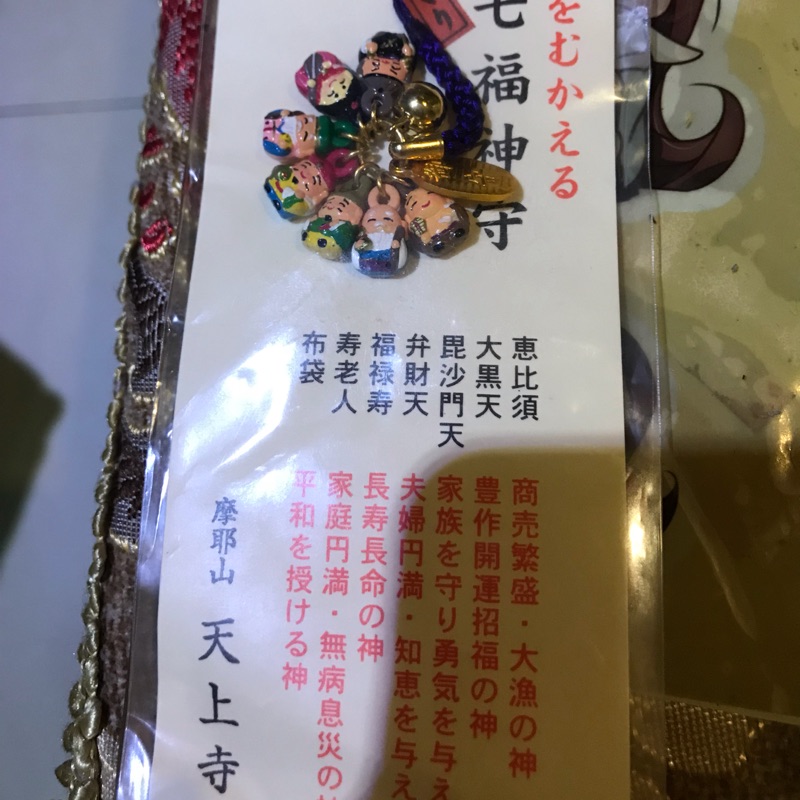 をむかえる
七福神守
恵比須 商売繁盛・大漁の神
大黒天 豊作開運招福の神
毘沙門天 家族を守り勇気を与え
弁財天 夫婦円満・知恵を与え
福禄寿 長寿長命の神
寿老人 家庭円満・無病息災の
布袋 平和を授ける神
摩耶山 天上寺